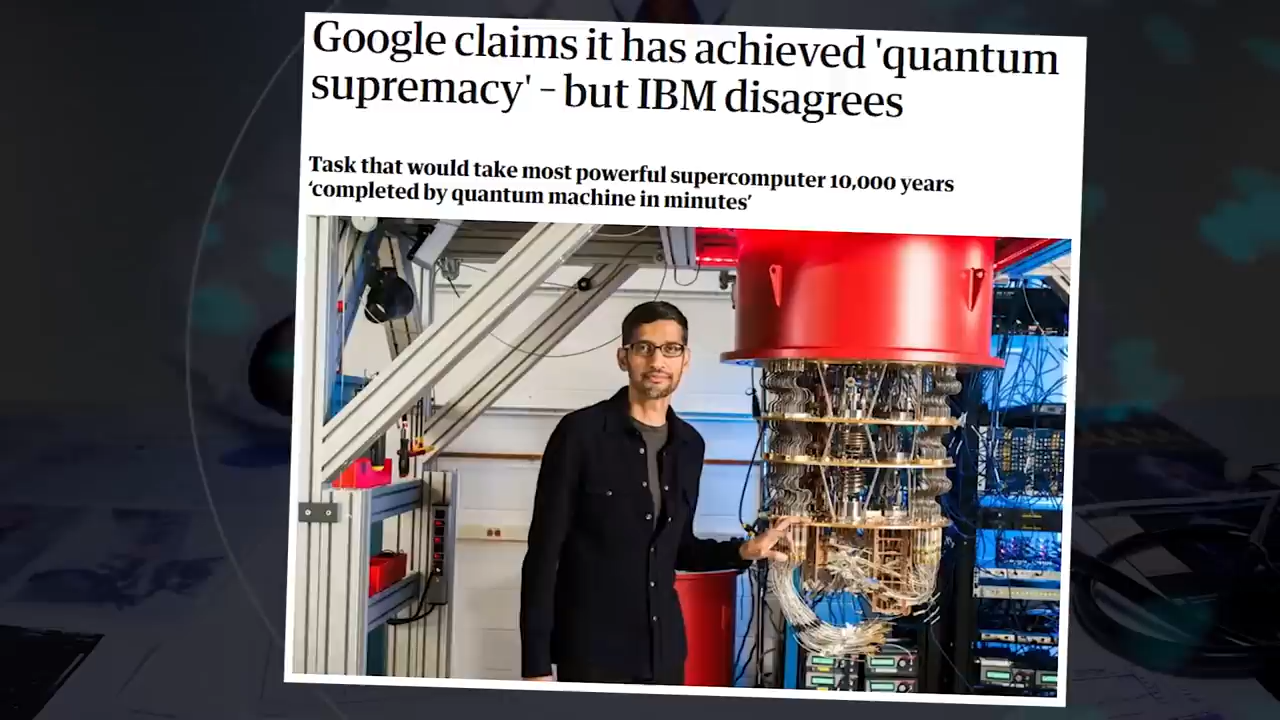 Google claims it has achieved 'quantum
supremacy' – but IBM disagrees
Task that would take most powerful supercomputer 10,000 years
‘completed by quantum machine in minutes’